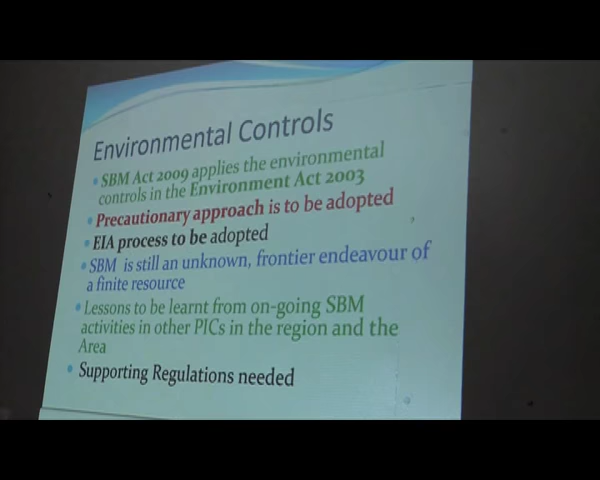 Environmental Controls
• SBM Act 2009 applies the environmental
controls in the Environment Act 2003
• Precautionary approach is to be adopted
• EIA process to be adopted
• SBM is still an unknown, frontier endeavour of
a finite resource
• Lessons to be learnt from on-going SBM
activities in other PICs in the region and the
Area
• Supporting Regulations needed